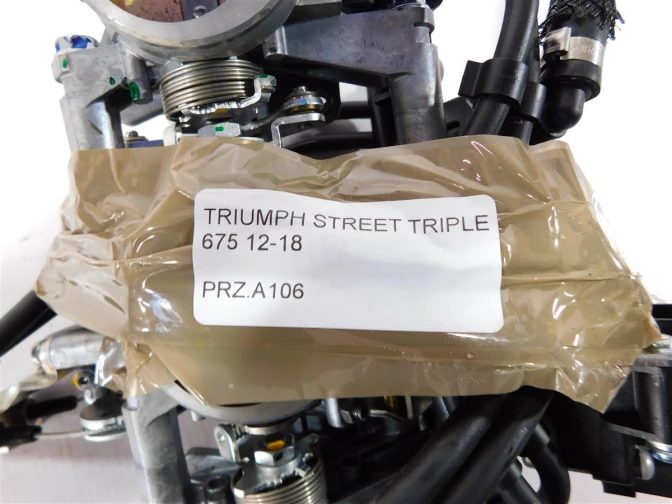 TRIUMPH STREET TRIPLE
675 12-18
PRZ.A106